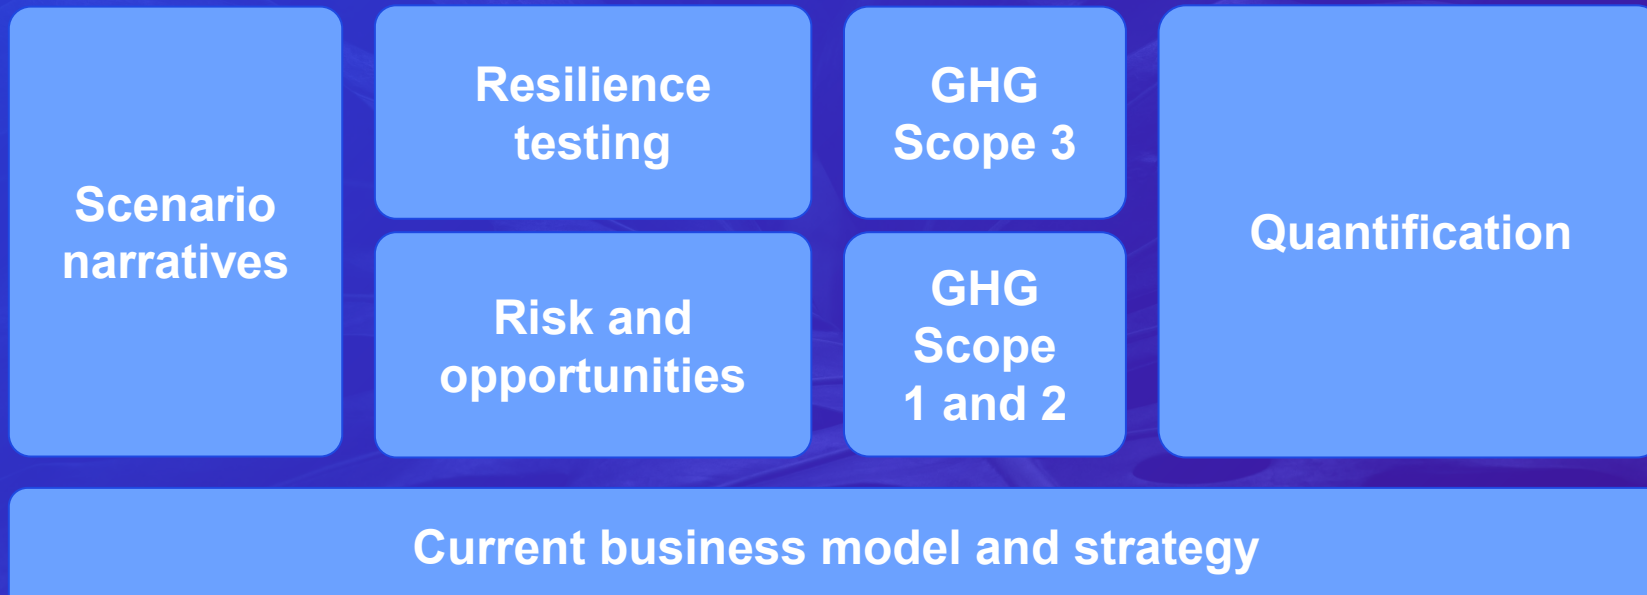 Scenario
narratives
Resilience
testing
Risk and
opportunities
GHG
Scope 3
GHG
Scope
1 and 2
Quantification
Current business model and strategy